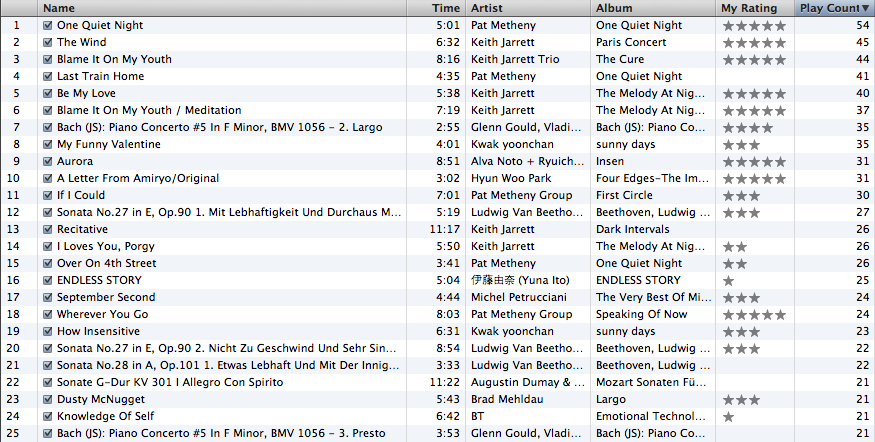 Name Time Artist Album My Rating Play Count
1 One Quiet Night 5:01 Pat Metheny One Quiet Night ★★★★★ 54
2 The Wind 6:32 Keith Jarrett Paris Concert ★★★★★ 45
3 Blame It On My Youth 8:16 Keith Jarrett Trio The Cure ★★★★★ 44
4 Last Train Home 4:35 Pat Metheny One Quiet Night 41
5 Be My Love 5:38 Keith Jarrett The Melody At Nig... ★★★★★ 40
6 Blame It On My Youth / Meditation 7:19 Keith Jarrett The Melody At Nig... ★★★★★ 37
7 Bach (JS): Piano Concerto #5 In F Minor, BMV 1056 - 2. Largo 2:55 Glenn Gould, Vladi... Bach (JS): Piano Co... ★★★★ 35
8 My Funny Valentine 4:01 Kwak yoonchan sunny days ★★★ 35
9 Aurora 8:51 Alva Noto + Ryuich... Insen ★★★★★ 31
10 A Letter From Amiryo/Original 3:02 Hyun Woo Park Four Edges-The Im... ★★★★★ 31
11 If I Could 7:01 Pat Metheny Group First Circle ★★★ 30
12 Sonata No.27 in E, Op.90 1. Mit Lebhaftigkeit Und Durchaus M... 5:19 Ludwig Van Beetho... Beethoven, Ludwig ... ★★★ 27
13 Recitative 11:17 Keith Jarrett Dark Intervals 26
14 I Loves You, Porgy 5:50 Keith Jarrett The Melody At Nig... ★★ 26
15 Over On 4th Street 3:41 Pat Metheny One Quiet Night ★★ 26
16 ENDLESS STORY 5:04 伊藤由奈 (Yuna Ito) ENDLESS STORY ★ 25
17 September Second 4:44 Michel Petrucciani The Very Best Of Mi... ★★★ 24
18 Wherever You Go 8:03 Pat Metheny Group Speaking Of Now ★★★★★ 24
19 How Insensitive 6:31 Kwak yoonchan sunny days ★★★ 23
20 Sonata No.27 in E, Op.90 2. Nicht Zu Geschwind Und Sehr Sin... 8:54 Ludwig Van Beetho... Beethoven, Ludwig ... ★★★ 22
21 Sonata No.28 in A, Op.101 1. Etwas Lebhaft Und Mit Der Innig... 3:33 Ludwig Van Beetho... Beethoven, Ludwig ... 22
22 Sonate G-Dur KV 301 I Allegro Con Spirito 11:22 Augustin Dumay & ... Mozart Sonaten Fü... 21
23 Dusty McNugget 5:43 Brad Mehldau Largo ★★★ 21
24 Knowledge Of Self 6:42 BT Emotional Technol... ★ 21
25 Bach (JS): Piano Concerto #5 In F Minor, BMV 1056 - 3. Presto 3:53 Glenn Gould, Vladi... Bach (JS): Piano Co... 21